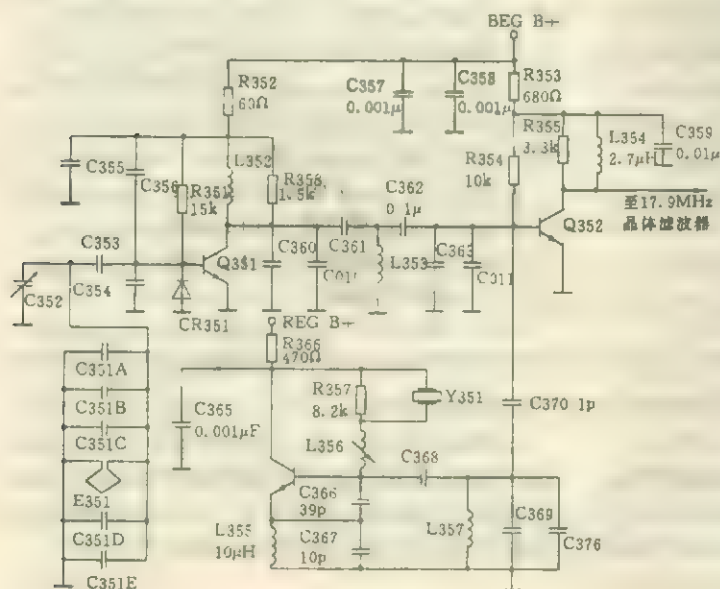 BEG B+
R352
60Ω
C357
0.001μ
C358
0.001μ
R353
680Ω
R355
3.3k
L354
2.7μH
C359
0.01μ
C355
C356
R351
15k
L352
R358
1.5k
R354
10k
C362
0 1μ
至17.9MHz
晶体滤波器
C353
Q351
C360
C361
Q352
C352
C354
CR351
L353
C363
C011
REG B+
R366
470Ω
C351A
C351B
C351C
E351
C351D
C351E
C365
0.001μF
R357
8.2k
Y351
C370 1p
L356
C368
C366
39p
L355
10μH
C367
10p
L357
C369
C376